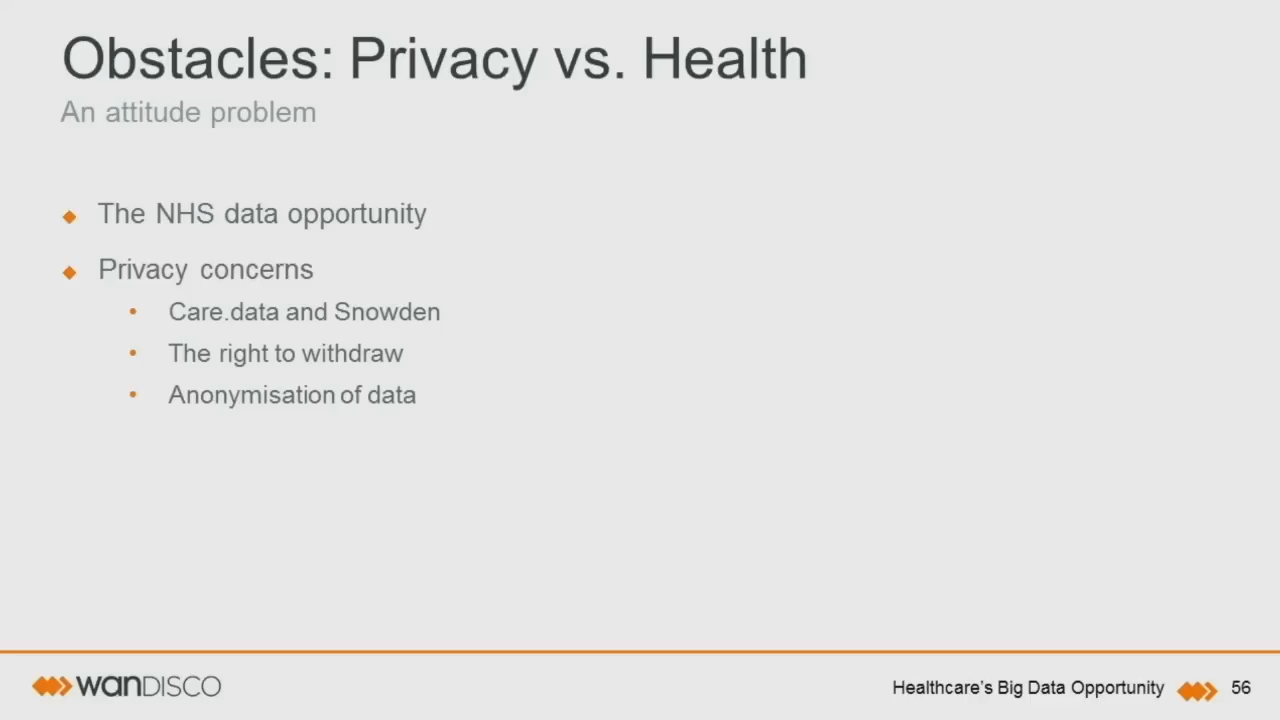 Obstacles: Privacy vs. Health
An attitude problem
The NHS data opportunity
Privacy concerns
Care.data and Snowden
The right to withdraw
Anonymisation of data
wanDISCO
Healthcare's Big Data Opportunity
56